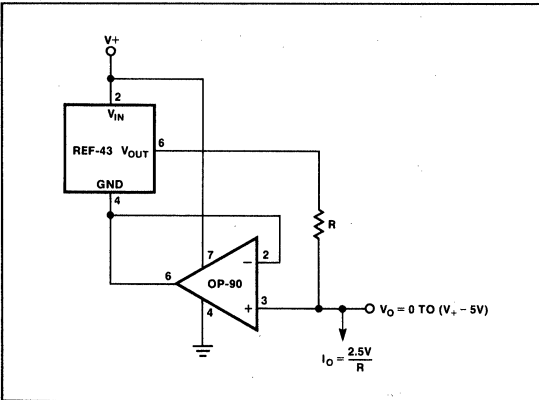 V+
2
VIN
REF-43 VOUT
6
GND
4
R
7
6
2
−
OP-90
+
3
4
VO = 0 TO (V+ − 5V)
IO = 2.5V
R